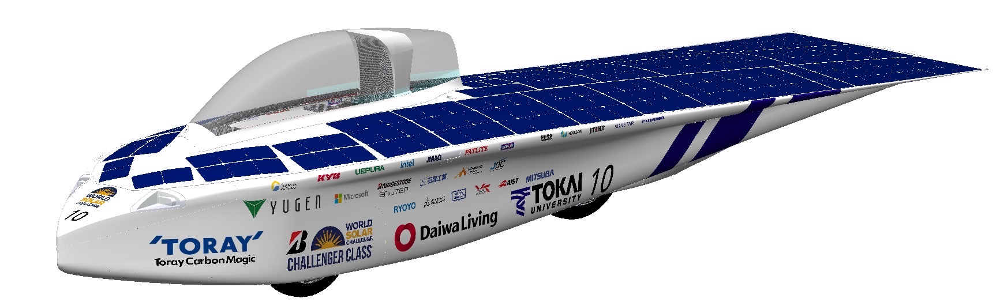 WORLD
SOLAR
CHALLENGE
10
'TORAY'
Toray Carbon Magic
YUGEN
KYB
UEPURA
intel
JMAG
PATLITE
HEXAGON
JTEKT
SUNSTAR
FURUNO
Microsoft
BRIDGESTONE
ENLITEN
石塚工業
JDC
RYOYO
AIST
MITSUBA
TOKAI 10
UNIVERSITY
Daiwa Living
B
WORLD
SOLAR
CHALLENGE
CHALLENGER CLASS